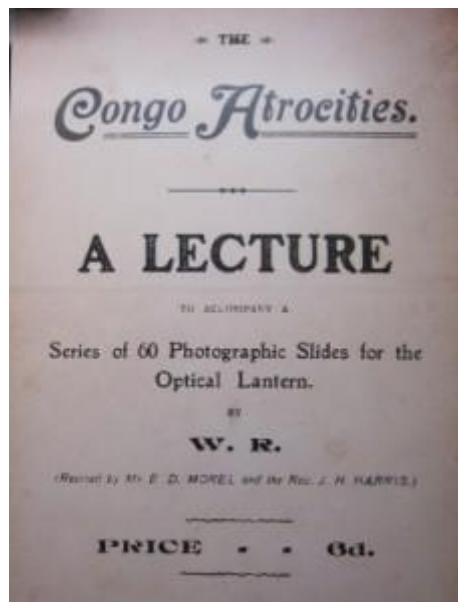 THE
Congo Atrocities.
A LECTURE
TO ACCOMPANY A
Series of 60 Photographic Slides for the
Optical Lantern.
BY
W. R.
(Revised by Mr. E. D. MOREL and the Rev. J. H. HARRIS.)
PRICE - - 6d.